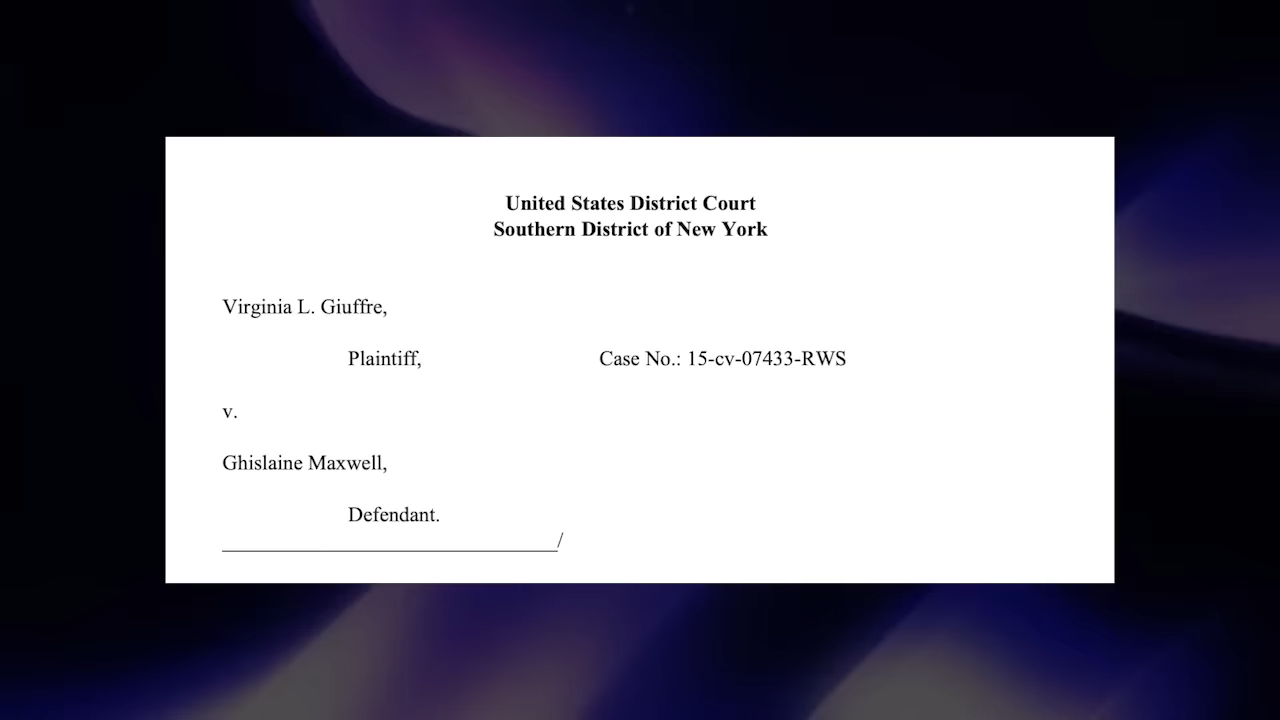 United States District Court
Southern District of New York
Virginia L. Giuffre,
Plaintiff, Case No.: 15-cv-07433-RWS
v.
Ghislaine Maxwell,
Defendant.
/